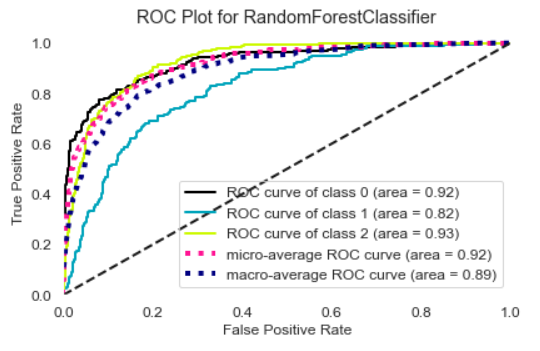 ROC Plot for RandomForestClassifier
True Positive Rate
1.0
0.8
0.6
0.4
0.2
0.0
ROC curve of class 0 (area = 0.92)
ROC curve of class 1 (area = 0.82)
ROC curve of class 2 (area = 0.93)
micro-average ROC curve (area = 0.92)
macro-average ROC curve (area = 0.89)
0.0 0.2 0.4 0.6 0.8 1.0
False Positive Rate